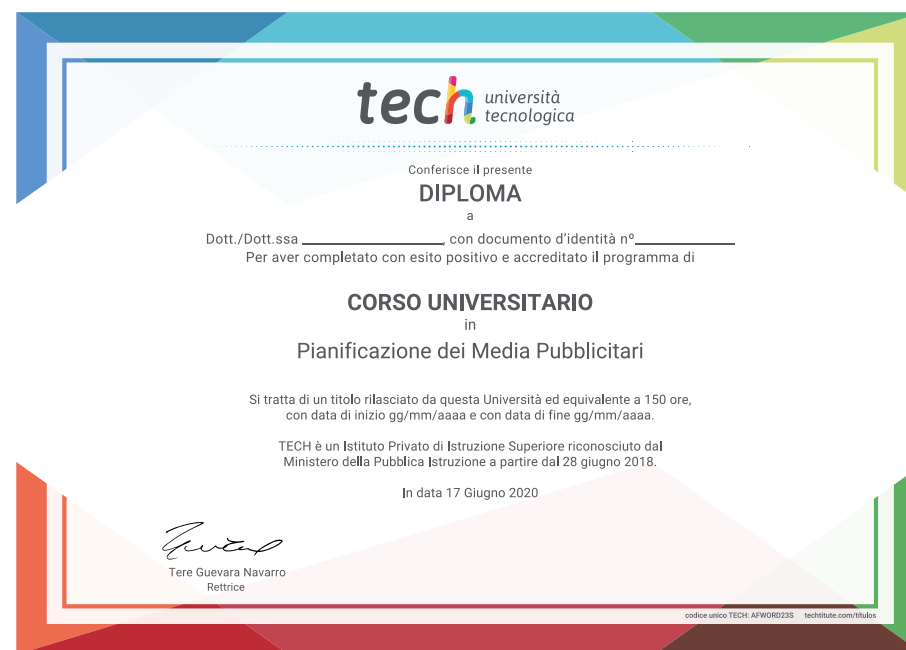 tech università
tecnologica
Conferisce il presente
DIPLOMA
a
Dott./Dott.ssa ____________________, con documento d'identità nº______________
Per aver completato con esito positivo e accreditato il programma di
CORSO UNIVERSITARIO
in
Pianificazione dei Media Pubblicitari
Si tratta di un titolo rilasciato da questa Università ed equivalente a 150 ore,
con data di inizio gg/mm/aaaa e con data di fine gg/mm/aaaa.
TECH è un Istituto Privato di Istruzione Superiore riconosciuto dal
Ministero della Pubblica Istruzione a partire dal 28 giugno 2018.
In data 17 Giugno 2020
Tere Guevara Navarro
Rettrice
codice unico TECH: AFWORD23S techtitute.com/titulos